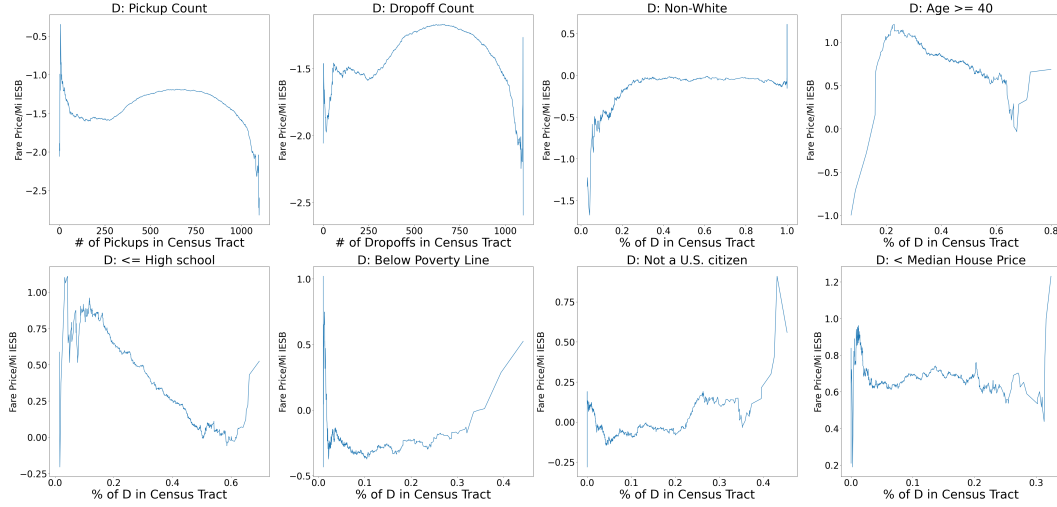 D: Pickup Count
Fare Price/Mi IESB
−0.5
−1.0
−1.5
−2.0
−2.5
0 250 500 750 1000
# of Pickups in Census Tract
D: Dropoff Count
Fare Price/Mi IESB
−1.5
−2.0
−2.5
0 250 500 750 1000
# of Dropoffs in Census Tract
D: Non-White
Fare Price/Mi IESB
0.5
0.0
−0.5
−1.0
−1.5
0.2 0.4 0.6 0.8 1.0
% of D in Census Tract
D: Age >= 40
Fare Price/Mi IESB
1.0
0.5
0.0
−0.5
−1.0
0.2 0.4 0.6 0.8
% of D in Census Tract
D: <= High school
Fare Price/Mi IESB
1.00
0.75
0.50
0.25
0.00
−0.25
0.0 0.2 0.4 0.6
% of D in Census Tract
D: Below Poverty Line
Fare Price/Mi IESB
1.0
0.5
0.0
−0.5
0.0 0.1 0.2 0.3 0.4
% of D in Census Tract
D: Not a U.S. citizen
Fare Price/Mi IESB
0.75
0.50
0.25
0.00
−0.25
0.0 0.2 0.4
% of D in Census Tract
D: < Median House Price
Fare Price/Mi IESB
1.2
1.0
0.8
0.6
0.4
0.2
0.0 0.1 0.2 0.3
% of D in Census Tract